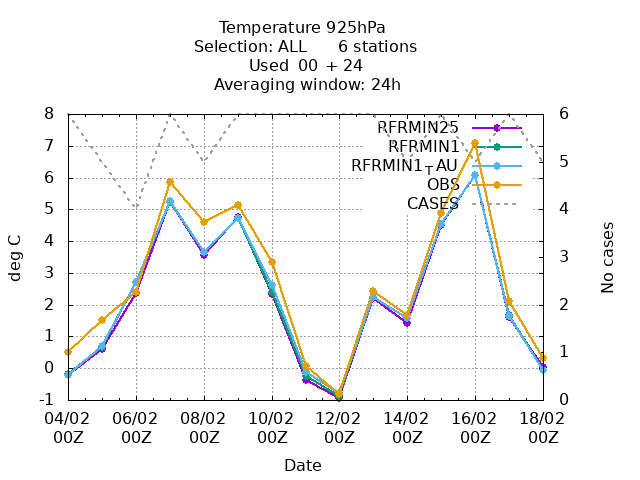 Temperature 925hPa
Selection: ALL 6 stations
Used 00 + 24
Averaging window: 24h
8 6
7
6 5
5 4
4
3 3
2 2
1 1
0
-1 0
RFRMIN25
RFRMIN1
RFRMIN1TAU
OBS
CASES
deg C
No cases
04/02 06/02 08/02 10/02 12/02 14/02 16/02 18/02
00Z 00Z 00Z 00Z 00Z 00Z 00Z 00Z
Date